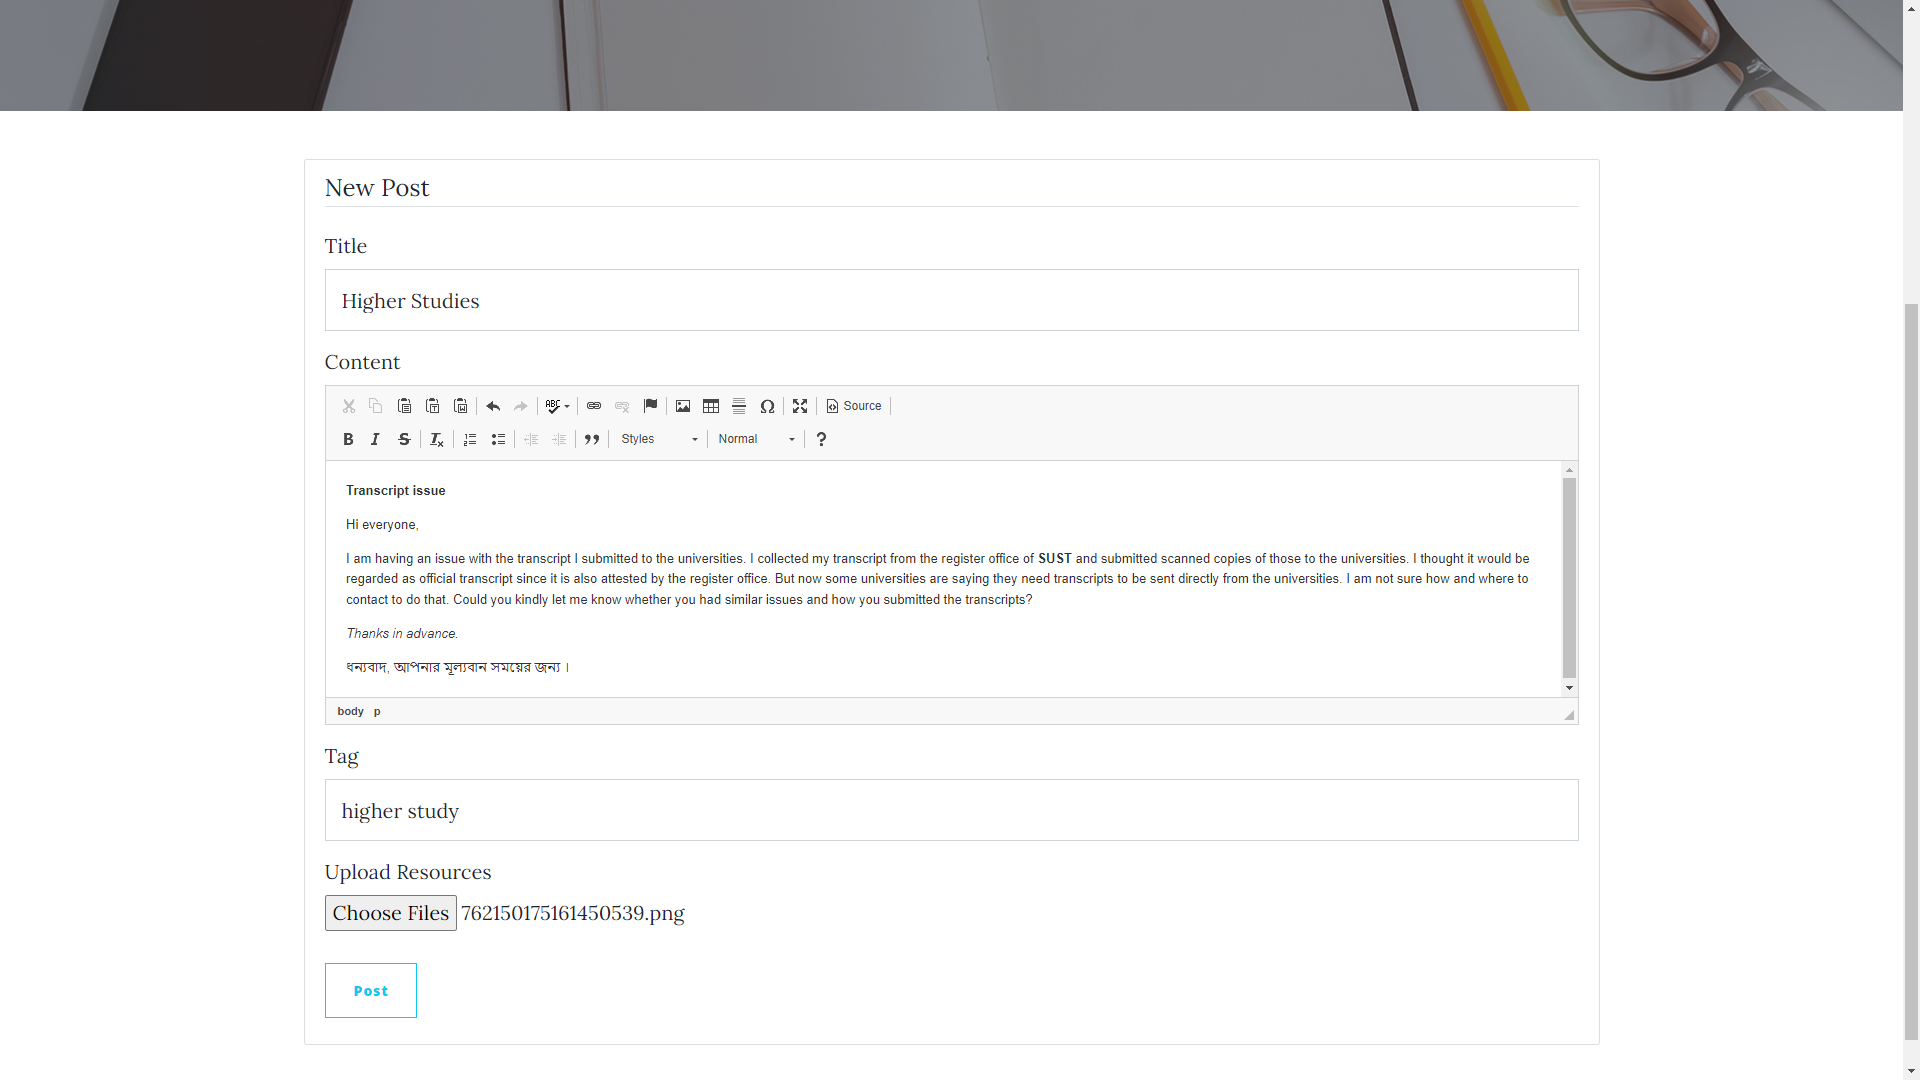 New Post
Title
Higher Studies
Content
ABC
Source
B I S Tx
Styles
Normal
?
Transcript issue
Hi everyone,
I am having an issue with the transcript I submitted to the universities. I collected my transcript from the register office of SUST and submitted scanned copies of those to the universities. I thought it would be
regarded as official transcript since it is also attested by the register office. But now some universities are saying they need transcripts to be sent directly from the universities. I am not sure how and where to
contact to do that. Could you kindly let me know whether you had similar issues and how you submitted the transcripts?
Thanks in advance.
ধন্যবাদ, আপনার মূল্যবান সময়ের জন্য ।
body p
Tag
higher study
Upload Resources
Choose Files 762150175161450539.png
Post